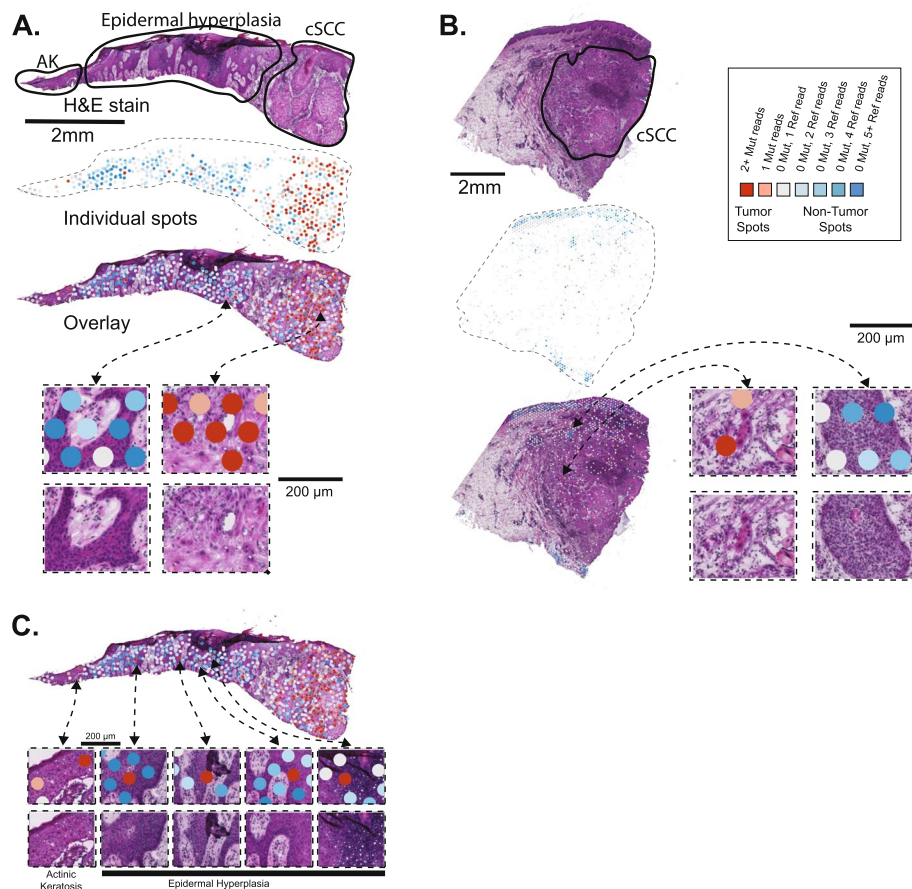 A.
Epidermal hyperplasia
cSCC
AK
H&E stain
2mm
Individual spots
Overlay
200 µm
B.
cSCC
2mm
2+ Mut reads
1 Mut reads
0 Mut, 1 Ref read
0 Mut, 2 Ref reads
0 Mut, 3 Ref reads
0 Mut, 4 Ref reads
0 Mut, 5+ Ref reads
Tumor
Spots
Non-Tumor
Spots
200 µm
C.
200 µm
Actinic
Keratosis
Epidermal Hyperplasia